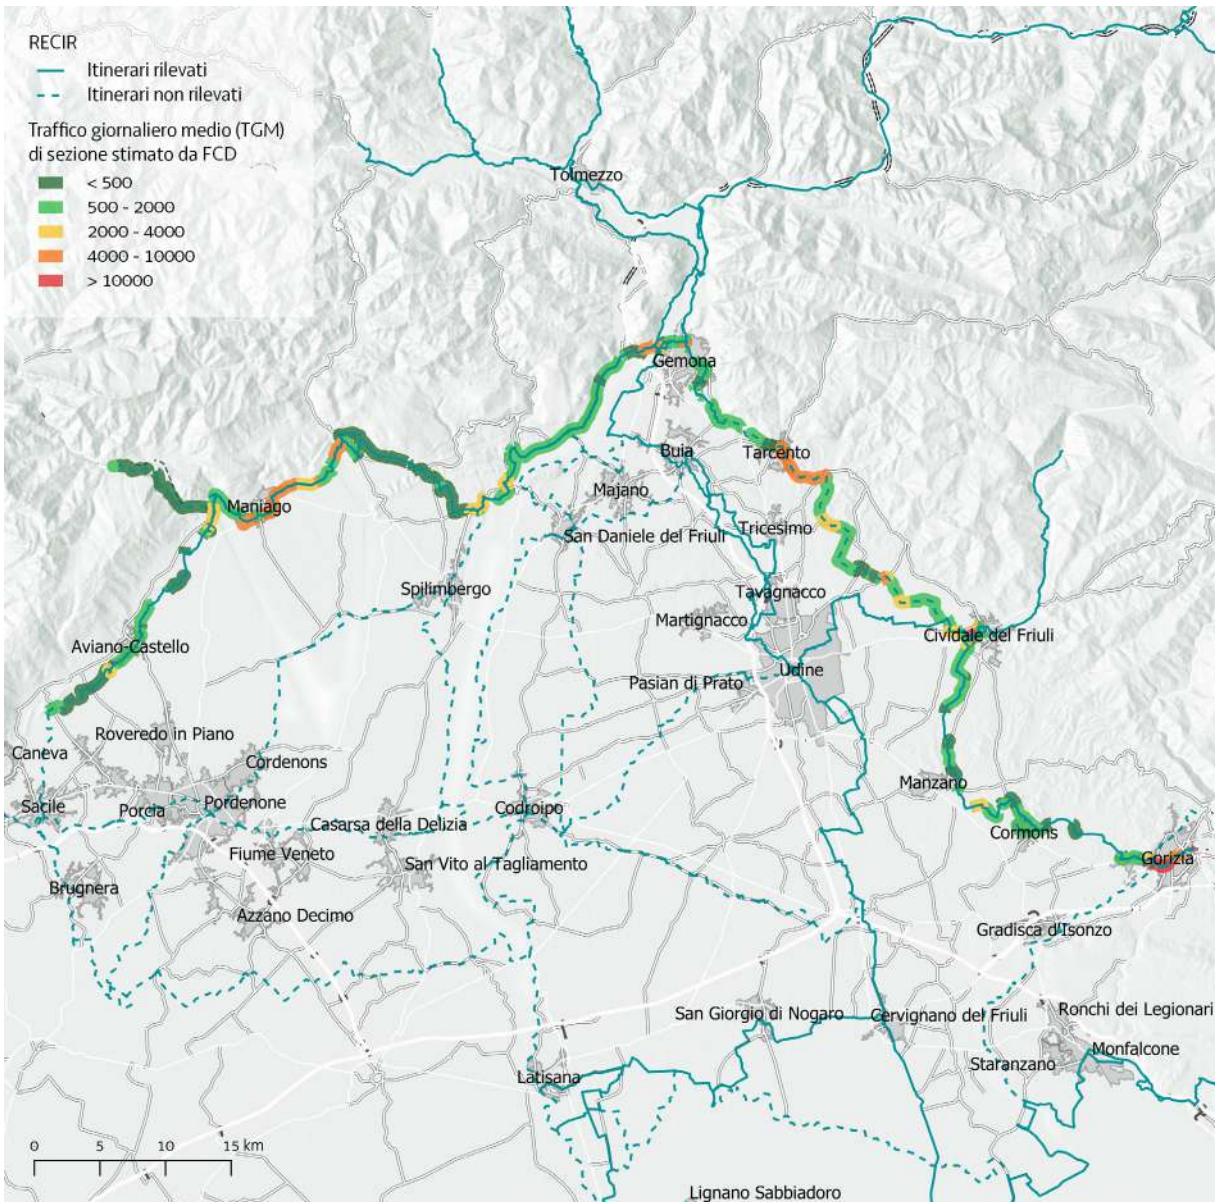 RECIR
Itinerari rilevati
Itinerari non rilevati
Traffico giornaliero medio (TGM)
di sezione stimato da FCD
< 500
500 - 2000
2000 - 4000
4000 - 10000
> 10000
Tolmezzo
Gemona
Buia
Tarcento
Majano
Maniago
San Daniele del Friuli
Tricesimo
Spilimbergo
Tavagnacco
Martignacco
Aviano-Castello
Cividale del Friuli
Udine
Pasian di Prato
Roveredo in Piano
Caneva
Cordenons
Manzano
Sacile
Porcia
Pordenone
Codroipo
Casarsa della Delizia
Cormons
Fiume Veneto
San Vito al Tagliamento
Gorizia
Brugnera
Azzano Decimo
Gradisca d'Isonzo
San Giorgio di Nogaro
Cervignano del Friuli
Ronchi dei Legionari
Monfalcone
Staranzano
Latisana
0 5 10 15 km
Lignano Sabbiadoro